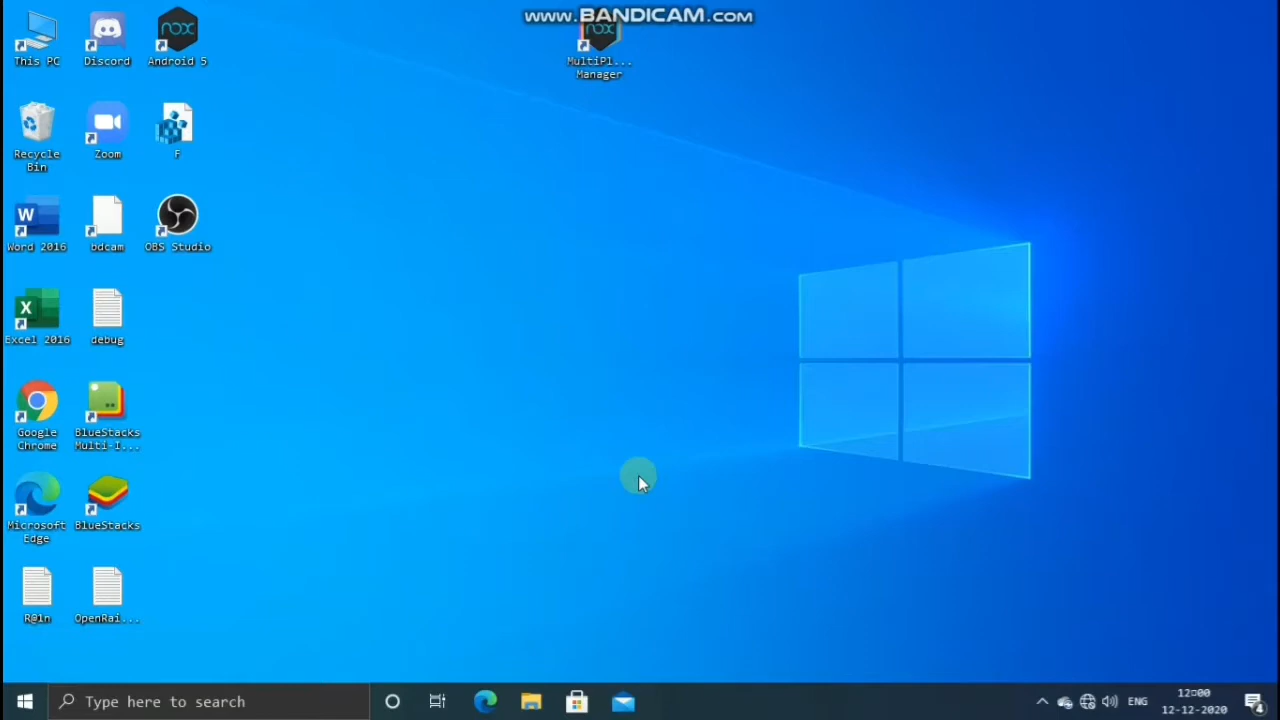 www.BANDICAM.com
This PC
Discord
Android 5
MultiPl...
Manager
Recycle
Bin
Zoom
F
Word 2016
bdcam
OBS Studio
Excel 2016
debug
Google
Chrome
BlueStacks
Multi-I...
Microsoft
Edge
BlueStacks
R@1n
OpenRai...
Type here to search
ENG
12:00
12-12-2020
4